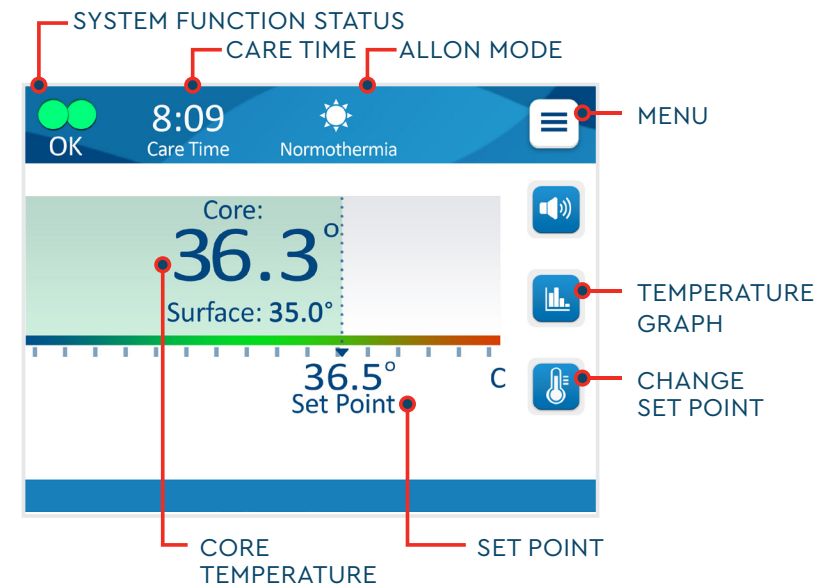 SYSTEM FUNCTION STATUS
CARE TIME
ALLON MODE
OK
8:09
Care Time
Normothermia
MENU
Core:
36.3°
Surface: 35.0°
TEMPERATURE
GRAPH
36.5°
C
Set Point
CHANGE
SET POINT
CORE
TEMPERATURE
SET POINT